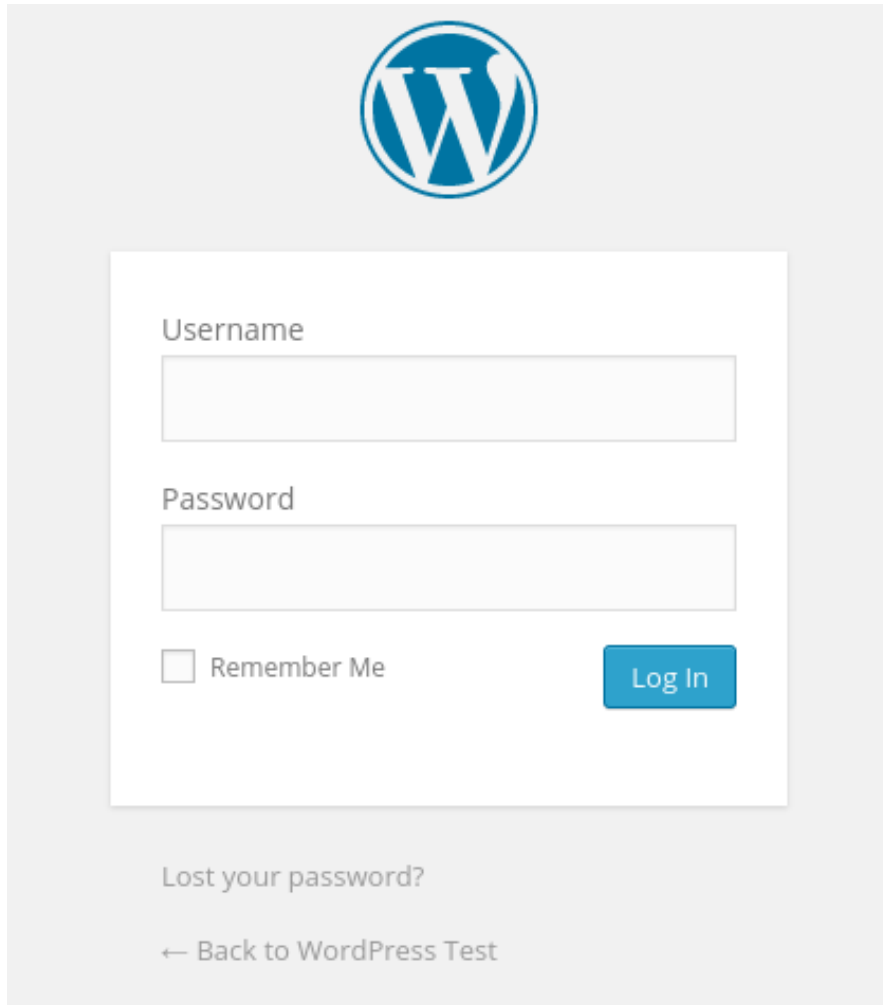 Username
Password
Remember Me
Log In
Lost your password?
← Back to WordPress Test